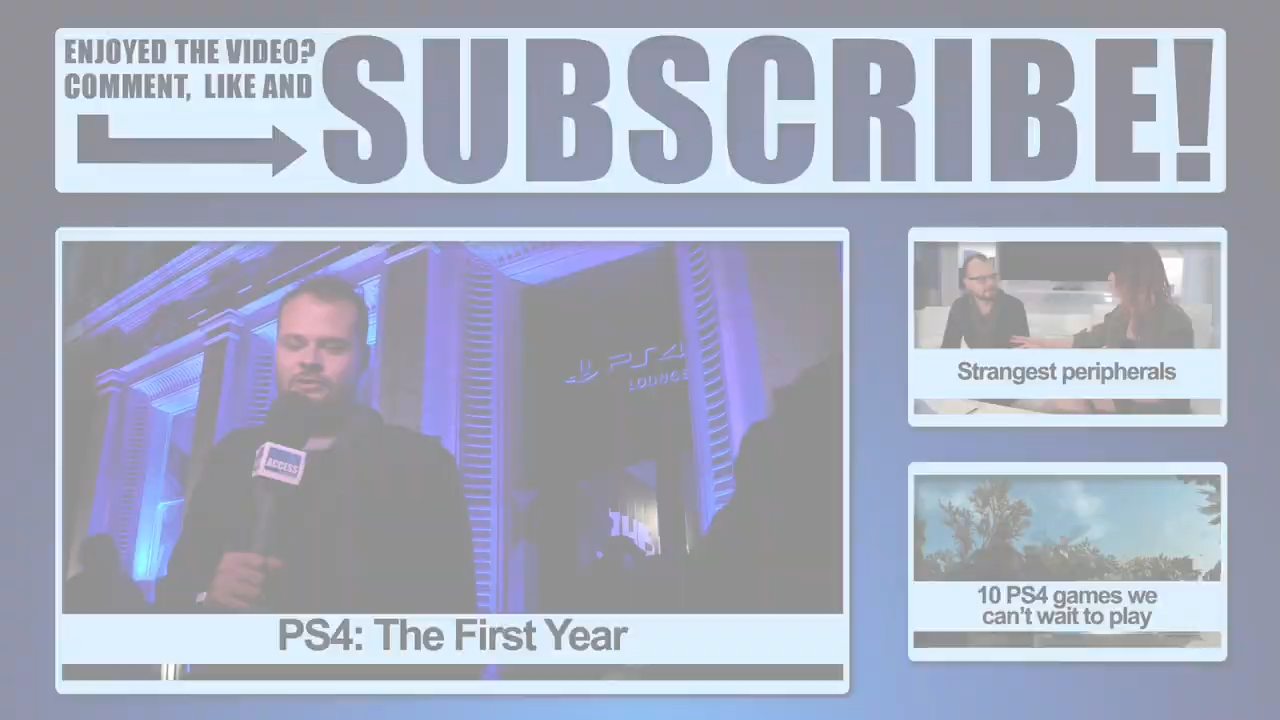 ENJOYED THE VIDEO?
COMMENT, LIKE AND
SUBSCRIBE!
PS4
LOUNGE
ACCESS
PS4: The First Year
Strangest peripherals
10 PS4 games we
can't wait to play